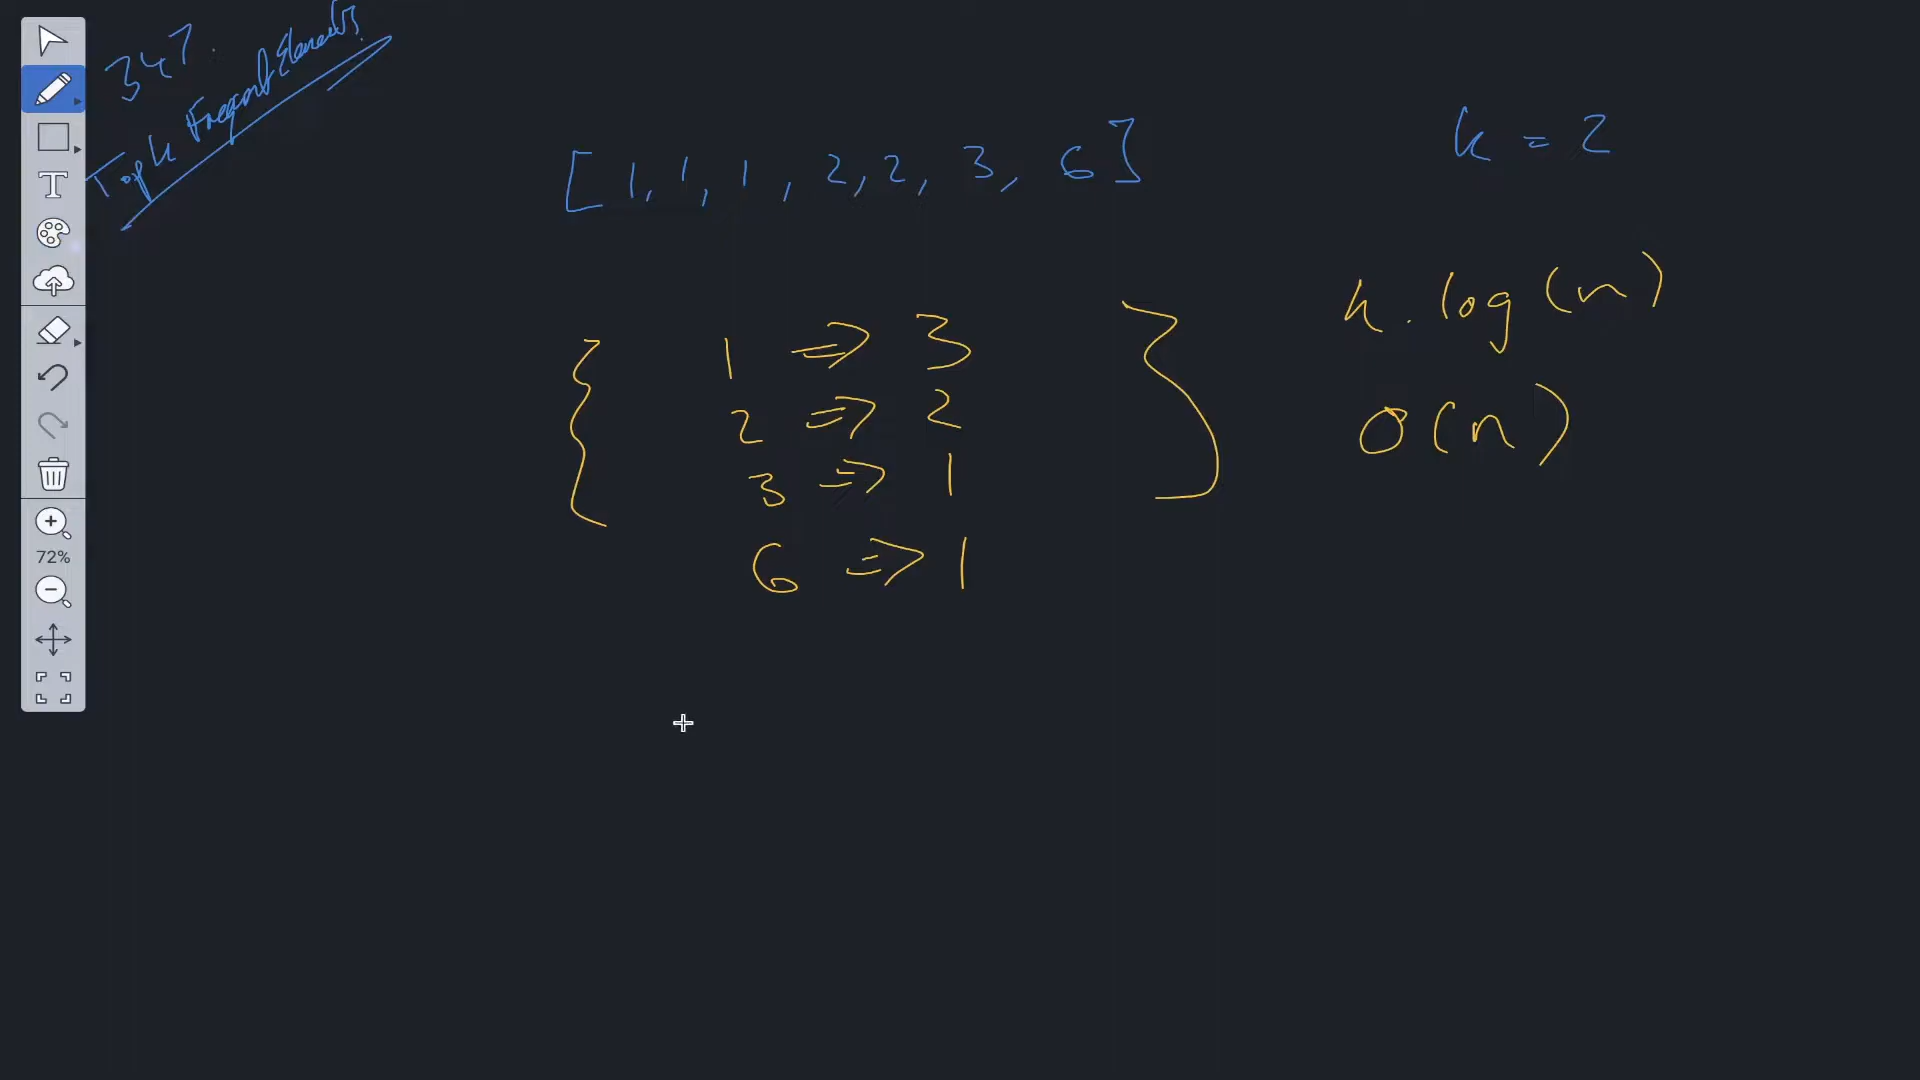 347.
Top k Frequent Elements
[1, 1, 1, 2, 2, 3, 6]
k = 2
{ 1 => 3 }
2 => 2
3 => 1
6 => 1
k. log(n)
O(n)
T
72%